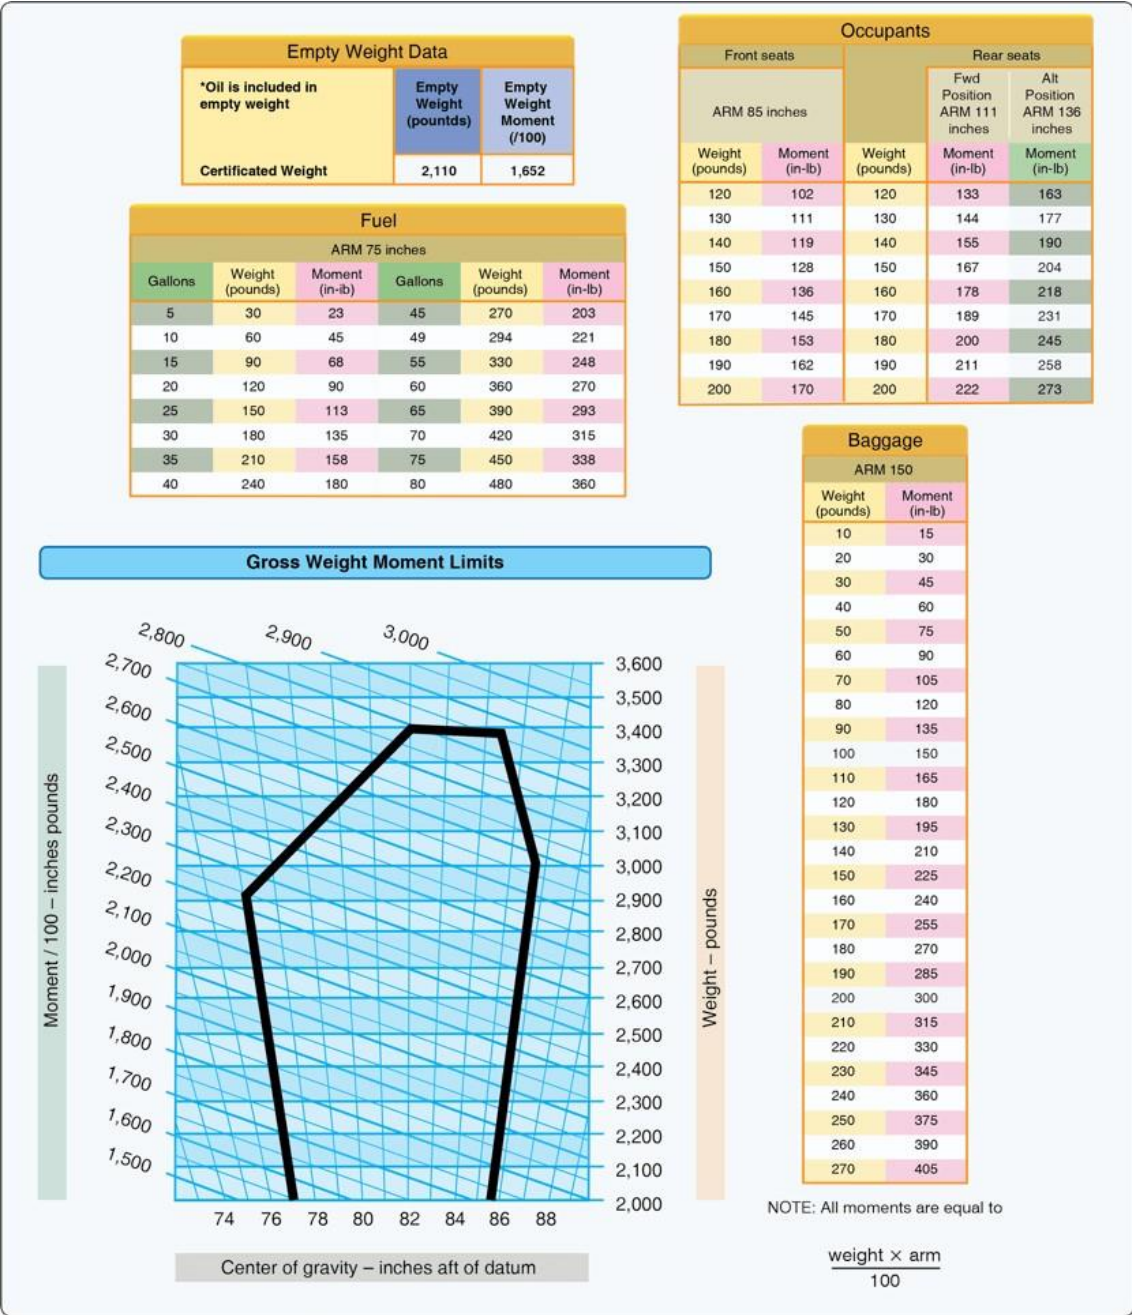 Empty Weight Data
*Oil is included in
empty weight
Empty
Weight
(pountds)
Empty
Weight
Moment
(/100)
Certificated Weight 2,110 1,652
Fuel
ARM 75 inches
Gallons Weight (pounds) Moment (in-ib) Gallons Weight (pounds) Moment (in-lb)
5 30 23 45 270 203
10 60 45 49 294 221
15 90 68 55 330 248
20 120 90 60 360 270
25 150 113 65 390 293
30 180 135 70 420 315
35 210 158 75 450 338
40 240 180 80 480 360
Occupants
Front seats Rear seats
ARM 85 inches
Fwd
Position
ARM 111
inches
Alt
Position
ARM 136
inches
Weight (pounds) Moment (in-lb) Weight (pounds) Moment (in-lb) Moment (in-lb)
120 102 120 133 163
130 111 130 144 177
140 119 140 155 190
150 128 150 167 204
160 136 160 178 218
170 145 170 189 231
180 153 180 200 245
190 162 190 211 258
200 170 200 222 273
Baggage
ARM 150
Weight (pounds) Moment (in-lb)
10 15
20 30
30 45
40 60
50 75
60 90
70 105
80 120
90 135
100 150
110 165
120 180
130 195
140 210
150 225
160 240
170 255
180 270
190 285
200 300
210 315
220 330
230 345
240 360
250 375
260 390
270 405
NOTE: All moments are equal to
weight × arm
100
Gross Weight Moment Limits
2,800 2,900 3,000
2,700
2,600
2,500
2,400
2,300
2,200
2,100
2,000
1,900
1,800
1,700
1,600
1,500
Moment / 100 – inches pounds
3,600
3,500
3,400
3,300
3,200
3,100
3,000
2,900
2,800
2,700
2,600
2,500
2,400
2,300
2,200
2,100
2,000
Weight – pounds
74 76 78 80 82 84 86 88
Center of gravity – inches aft of datum